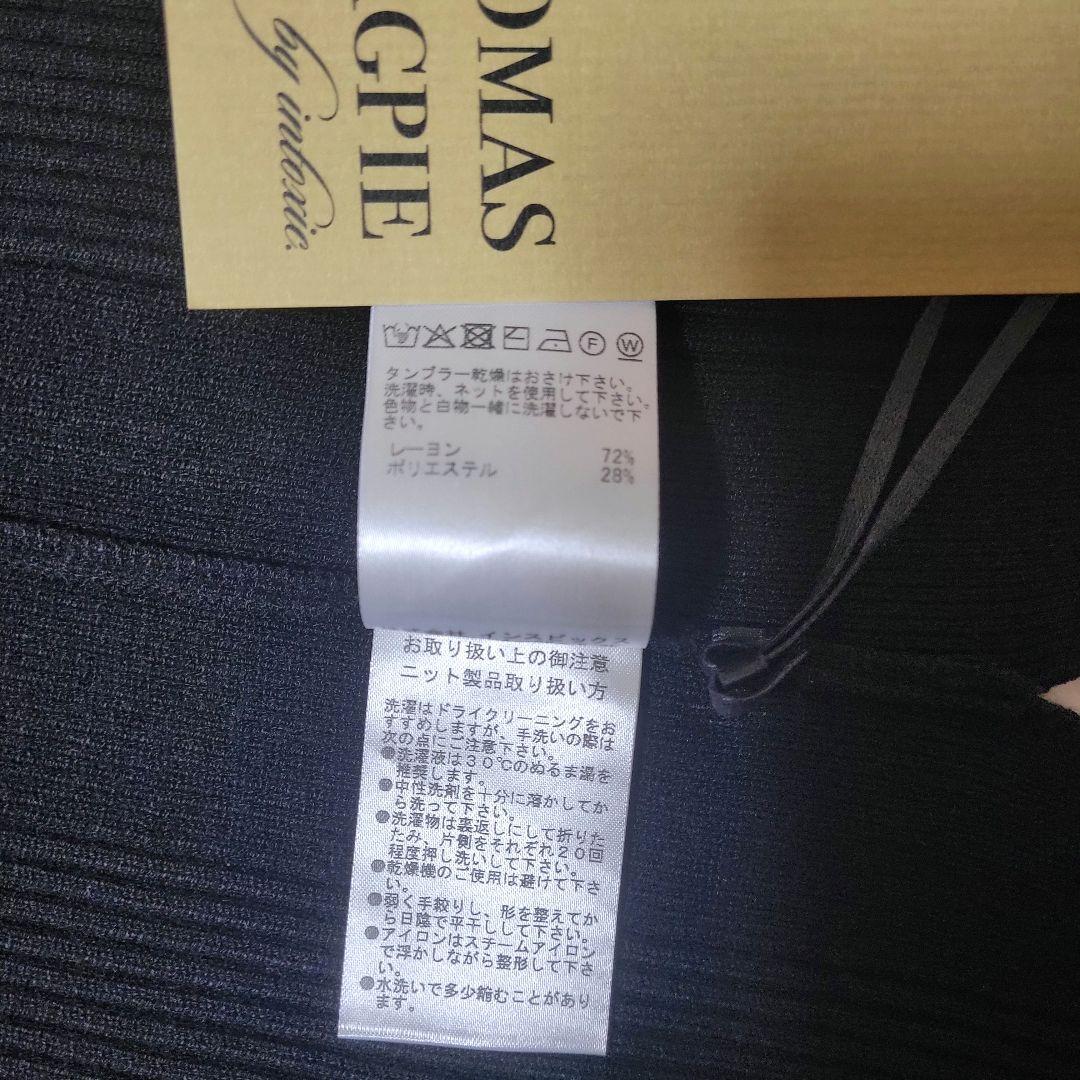 OMAS
GPIE
by intoxic.
F W
タンブラー乾燥はおさけ下さい。
洗濯時、ネットを使用して下さい。
色物と白物一緒に洗濯しないで下
さい。
レーヨン 72%
ポリエステル 28%
インスピックス
お取り扱い上の御注意
ニット製品取り扱い方
洗濯はドライクリーニングをお
すすめしますが、手洗いの際は
次の点にご注意下さい。
●洗濯液は30℃のぬるま湯を
推奨します。
●中性洗剤を十分に溶かしてか
ら洗って下さい。
●洗濯物は裏返しにして折りた
たみ、片側をそれぞれ20回
程度押し洗いして下さい。
●乾燥機のご使用は避けて下さ
い。
●弱く手絞りし、形を整えてか
ら日陰で平干しして下さい。
●アイロンはスチームアイロン
で浮かしながら整形して下さ
い。
●水洗いで多少縮むことがあり
ます。